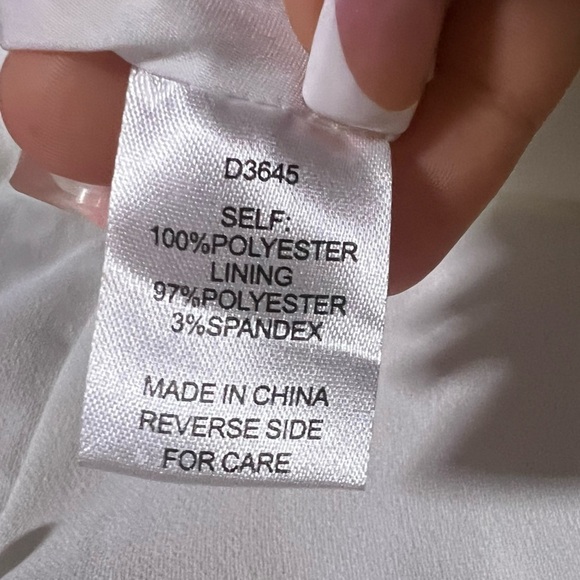 D3645
SELF:
100%POLYESTER
LINING
97%POLYESTER
3%SPANDEX
MADE IN CHINA
REVERSE SIDE
FOR CARE